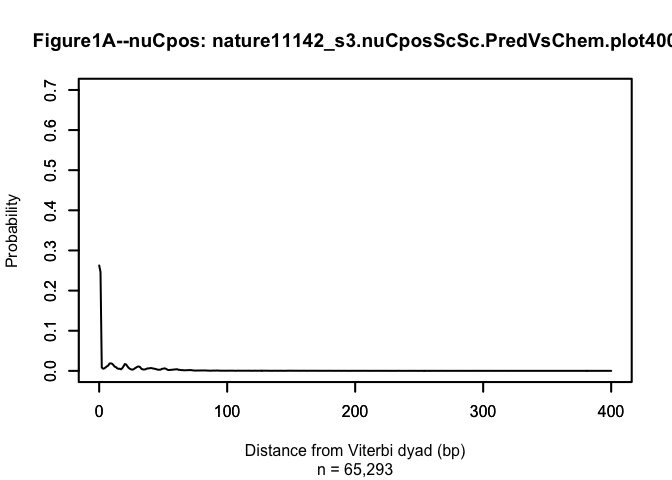 Figure1A--nuCpos: nature11142_s3.nuCposScSc.PredVsChem.plot400
0.7
0.6
0.5
0.4
0.3
0.2
0.1
0.0
Probability
0 100 200 300 400
Distance from Viterbi dyad (bp)
n = 65,293